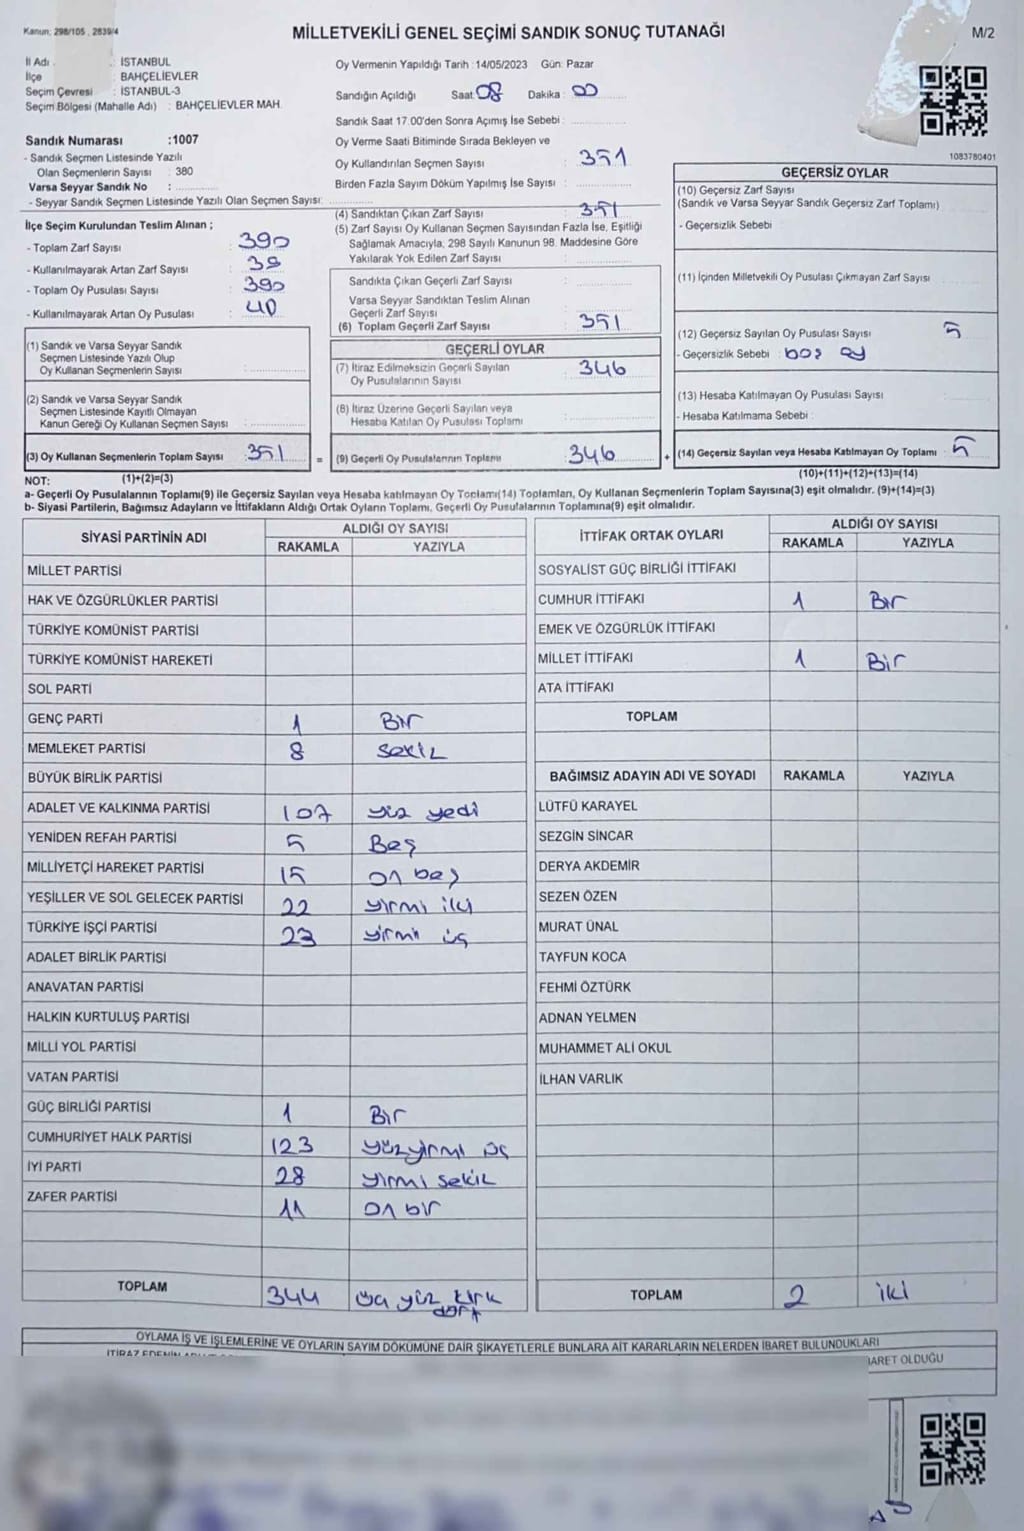 Kanun: 298/105 , 2839/4
MİLLETVEKİLİ GENEL SEÇİMİ SANDIK SONUÇ TUTANAĞI
M/2
İl Adı : İSTANBUL
İlçe : BAHÇELİEVLER
Seçim Çevresi : İSTANBUL-3
Seçim Bölgesi (Mahalle Adı) : BAHÇELİEVLER MAH.
Sandık Numarası :1007
- Sandık Seçmen Listesinde Yazılı
Olan Seçmenlerin Sayısı : 380
Varsa Seyyar Sandık No :
- Seyyar Sandık Seçmen Listesinde Yazılı Olan Seçmen Sayısı:
İlçe Seçim Kurulundan Teslim Alınan ;
- Toplam Zarf Sayısı : 390
- Kullanılmayarak Artan Zarf Sayısı : 39
- Toplam Oy Pusulası Sayısı : 390
- Kullanılmayarak Artan Oy Pusulası : 40
(1) Sandık ve Varsa Seyyar Sandık
Seçmen Listesinde Yazılı Olup
Oy Kullanan Seçmenlerin Sayısı :
(2) Sandık ve Varsa Seyyar Sandık
Seçmen Listesinde Kayıtlı Olmayan
Kanun Gereği Oy Kullanan Seçmen Sayısı :
(3) Oy Kullanan Seçmenlerin Toplam Sayısı : 351
(1)+(2)=(3)
Oy Vermenin Yapıldığı Tarih :14/05/2023 Gün: Pazar
Sandığın Açıldığı Saat: 08 Dakika : 00
Sandık Saat 17.00'den Sonra Açılmış İse Sebebi :
Oy Verme Saati Bitiminde Sırada Bekleyen ve
Oy Kullandırılan Seçmen Sayısı : 351
Birden Fazla Sayım Döküm Yapılmış İse Sayısı :
(4) Sandıktan Çıkan Zarf Sayısı : 351
(5) Zarf Sayısı Oy Kullanan Seçmen Sayısından Fazla İse, Eşitliği
Sağlamak Amacıyla, 298 Sayılı Kanunun 98. Maddesine Göre
Yakılarak Yok Edilen Zarf Sayısı :
Sandıkta Çıkan Geçerli Zarf Sayısı :
Varsa Seyyar Sandıktan Teslim Alınan
Geçerli Zarf Sayısı :
(6) Toplam Geçerli Zarf Sayısı : 351
GEÇERLİ OYLAR
(7) İtiraz Edilmeksizin Geçerli Sayılan : 346
Oy Pusulalarının Sayısı
(8) İtiraz Üzerine Geçerli Sayılan veya
Hesaba Katılan Oy Pusulası Toplamı :
= (9) Geçerli Oy Pusulalarının Toplamı : 346 +
1083780401
GEÇERSİZ OYLAR
(10) Geçersiz Zarf Sayısı
(Sandık ve Varsa Seyyar Sandık Geçersiz Zarf Toplamı) :
- Geçersizlik Sebebi :
(11) İçinden Milletvekili Oy Pusulası Çıkmayan Zarf Sayısı :
(12) Geçersiz Sayılan Oy Pusulası Sayısı : 5
- Geçersizlik Sebebi : boş oy
(13) Hesaba Katılmayan Oy Pusulası Sayısı :
- Hesaba Katılmama Sebebi :
(14) Geçersiz Sayılan veya Hesaba Katılmayan Oy Toplamı : 5
(10)+(11)+(12)+(13)=(14)
NOT:
a- Geçerli Oy Pusulalarının Toplamı(9) ile Geçersiz Sayılan veya Hesaba katılmayan Oy Toplamı(14) Toplamları, Oy Kullanan Seçmenlerin Toplam Sayısına(3) eşit olmalıdır. (9)+(14)=(3)
b- Siyasi Partilerin, Bağımsız Adayların ve İttifakların Aldığı Ortak Oyların Toplamı, Geçerli Oy Pusulalarının Toplamına(9) eşit olmalıdır.
SİYASİ PARTİNİN ADI ALDIĞI OY SAYISI
RAKAMLA YAZIYLA
MİLLET PARTİSİ
HAK VE ÖZGÜRLÜKLER PARTİSİ
TÜRKİYE KOMÜNİST PARTİSİ
TÜRKİYE KOMÜNİST HAREKETİ
SOL PARTİ
GENÇ PARTİ 1 Bir
MEMLEKET PARTİSİ 8 sekiz
BÜYÜK BİRLİK PARTİSİ
ADALET VE KALKINMA PARTİSİ 107 yüz yedi
YENİDEN REFAH PARTİSİ 5 Beş
MİLLİYETÇİ HAREKET PARTİSİ 15 on beş
YEŞİLLER VE SOL GELECEK PARTİSİ 22 yirmi iki
TÜRKİYE İŞÇİ PARTİSİ 23 yirmi üç
ADALET BİRLİK PARTİSİ
ANAVATAN PARTİSİ
HALKIN KURTULUŞ PARTİSİ
MİLLİ YOL PARTİSİ
VATAN PARTİSİ
GÜÇ BİRLİĞİ PARTİSİ 1 Bir
CUMHURİYET HALK PARTİSİ 123 yüzyirmi üç
İYİ PARTİ 28 yirmi sekiz
ZAFER PARTİSİ 11 on bir
TOPLAM 344 üç yüz kırk
dört
İTTİFAK ORTAK OYLARI ALDIĞI OY SAYISI
RAKAMLA YAZIYLA
SOSYALİST GÜÇ BİRLİĞİ İTTİFAKI
CUMHUR İTTİFAKI 1 Bir
EMEK VE ÖZGÜRLÜK İTTİFAKI
MİLLET İTTİFAKI 1 Bir
ATA İTTİFAKI
TOPLAM
BAĞIMSIZ ADAYIN ADI VE SOYADI RAKAMLA YAZIYLA
LÜTFÜ KARAYEL
SEZGİN SİNCAR
DERYA AKDEMİR
SEZEN ÖZEN
MURAT ÜNAL
TAYFUN KOCA
FEHMİ ÖZTÜRK
ADNAN YELMEN
MUHAMMET ALİ OKUL
İLHAN VARLIK
TOPLAM 2 iki
OYLAMA İŞ VE İŞLEMLERİNE VE OYLARIN SAYIM DÖKÜMÜNE DAİR ŞİKAYETLERLE BUNLARA AİT KARARLARIN NELERDEN İBARET BULUNDUKLARI
İTİRAZ EDENİN
İBARET OLDUĞU